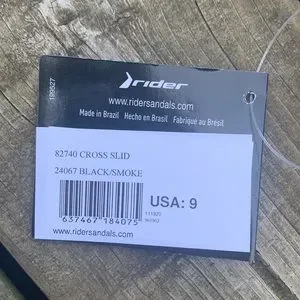 rider
www.ridersandals.com
Made in Brazil Hecho en Brasil Fabriqué au Brésil
199527
82740 CROSS SLID
24067 BLACK/SMOKE
USA: 9
637467 184075
www.ridersandals.com